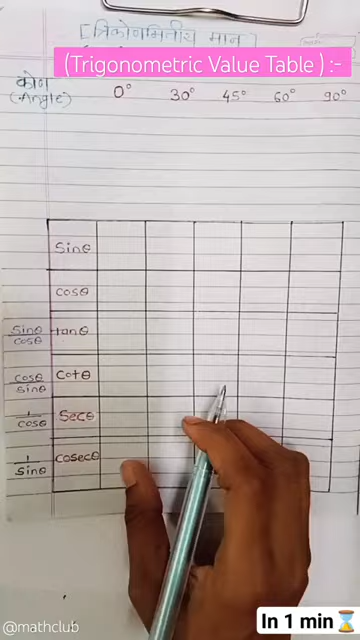 [त्रिकोणमितीय मान]
(Trigonometric Value Table ) :-
कोण
(Angle)
0° 30° 45° 60° 90°
sinθ
cosθ
sinθ/cosθ tanθ
cosθ/sinθ cotθ
1/cosθ secθ
1/sinθ cosecθ
@mathclub
In 1 min⌛